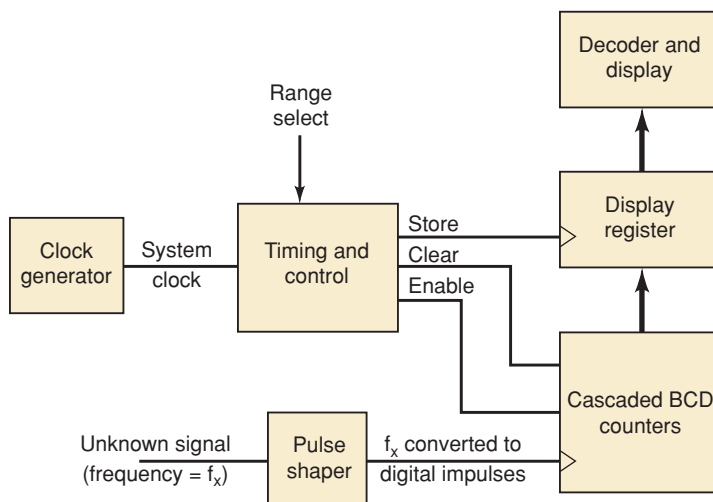 Decoder and
display
Range
select
Display
register
Store
Clear
Enable
Timing and
control
System
clock
Clock
generator
Cascaded BCD
counters
Unknown signal
(frequency = fx)
Pulse
shaper
fx converted to
digital impulses